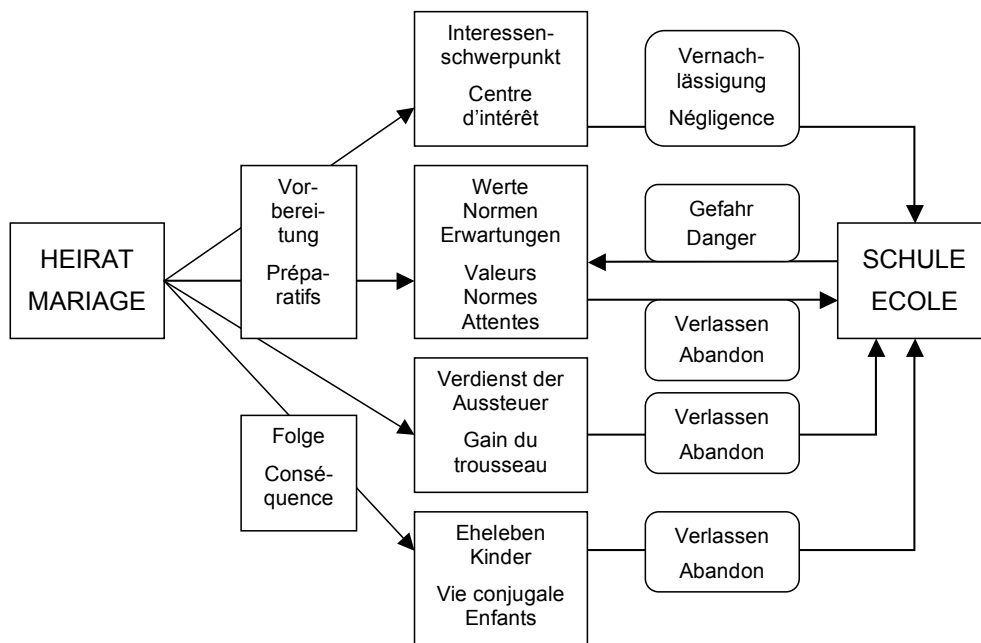 HEIRAT
MARIAGE
Vor-
berei-
tung
Prépa-
ratifs
Folge
Consé-
quence
Interessen-
schwerpunkt
Centre
d’intérêt
Werte
Normen
Erwartungen
Valeurs
Normes
Attentes
Verdienst der
Aussteuer
Gain du
trousseau
Eheleben
Kinder
Vie conjugale
Enfants
Vernach-
lässigung
Négligence
Gefahr
Danger
Verlassen
Abandon
Verlassen
Abandon
Verlassen
Abandon
SCHULE
ECOLE